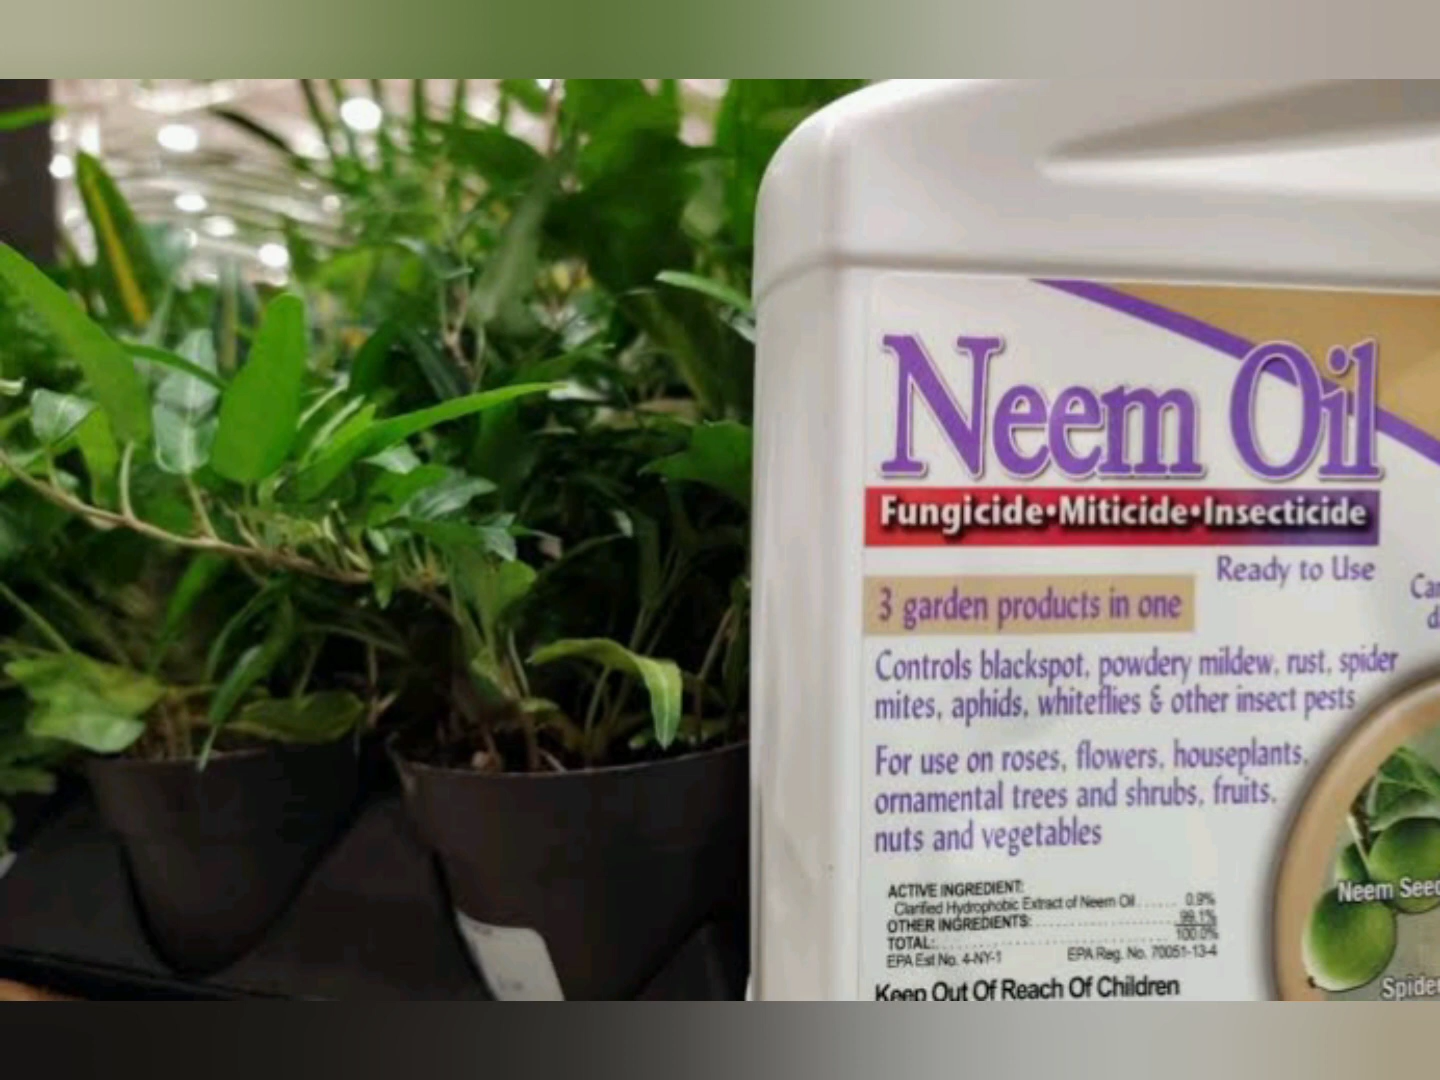 Neem Oil
Fungicide•Miticide•Insecticide
Ready to Use
3 garden products in one
Controls blackspot, powdery mildew, rust, spider
mites, aphids, whiteflies & other insect pests
For use on roses, flowers, houseplants,
ornamental trees and shrubs, fruits,
nuts and vegetables
ACTIVE INGREDIENT:
Clarified Hydrophobic Extract of Neem Oil ...... 0.9%
OTHER INGREDIENTS: ........................ 99.1%
TOTAL: ........................ 100.0%
EPA Est No. 4-NY-1 EPA Reg. No. 70051-13-4
Keep Out Of Reach Of Children
Neem